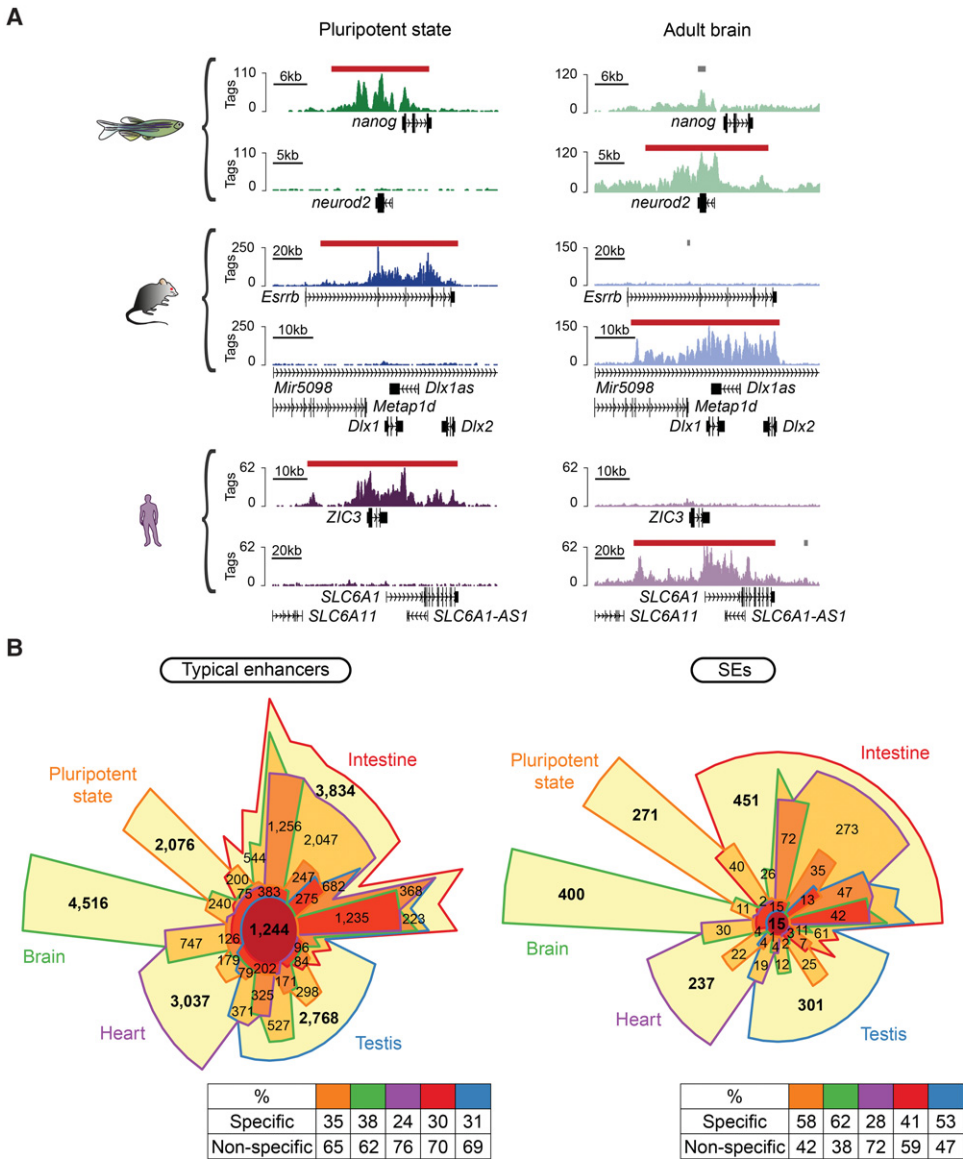 A
Pluripotent state
Adult brain
Tags
110
0
6kb
nanog
120
0
6kb
nanog
Tags
110
0
5kb
neurod2
120
0
5kb
neurod2
Tags
250
0
20kb
Esrrb
150
0
20kb
Esrrb
Tags
250
0
10kb
Mir5098
Dlx1as
Metap1d
Dlx1
Dlx2
150
0
10kb
Mir5098
Dlx1as
Metap1d
Dlx1
Dlx2
Tags
62
0
10kb
ZIC3
62
0
10kb
ZIC3
Tags
62
0
20kb
SLC6A1
SLC6A11
SLC6A1-AS1
62
0
20kb
SLC6A1
SLC6A11
SLC6A1-AS1
B
Typical enhancers
Pluripotent
state
Intestine
Brain
Heart
Testis
3,834
1,256
2,047
2,076
544
200
75
383
247
682
275
368
4,516
240
1,244
1,235
223
747
126
96
84
179
79
202
171
298
3,037
325
371
527
2,768
% 
Specific 35 38 24 30 31
Non-specific 65 62 76 70 69
SEs
Pluripotent
state
Intestine
Brain
Heart
Testis
451
271
72
273
40
26
35
2
15
13
47
400
11
15
42
30
4
3
11
61
7
22
4
4
2
25
19
12
237
301
%
Specific 58 62 28 41 53
Non-specific 42 38 72 59 47